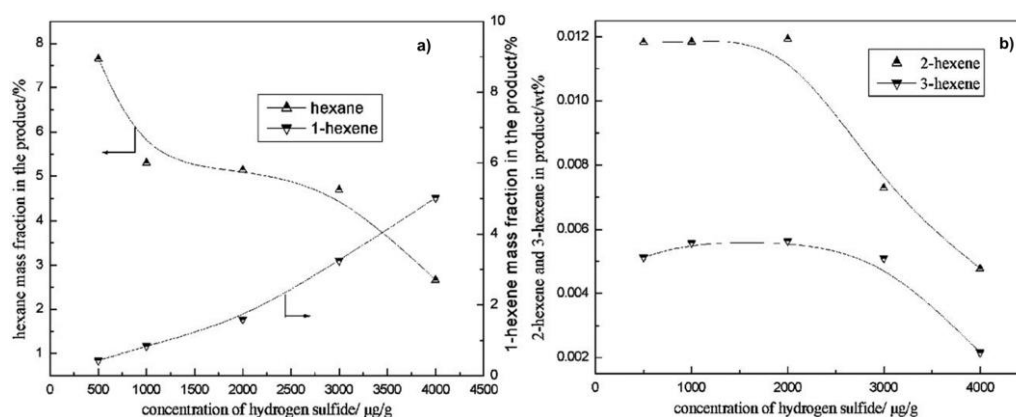 a)
hexane mass fraction in the product/%
8
7
6
5
4
3
2
1
hexane
1-hexene
10
8
6
4
2
0
1-hexene mass fraction in the product/%
0 500 1000 1500 2000 2500 3000 3500 4000 4500
concentration of hydrogen sulfide/ μg/g
b)
2-hexene and 3-hexene in product/wt%
0.012
0.010
0.008
0.006
0.004
0.002
2-hexene
3-hexene
0 1000 2000 3000 4000
concentration of hydrogen sulfide/ μg/g